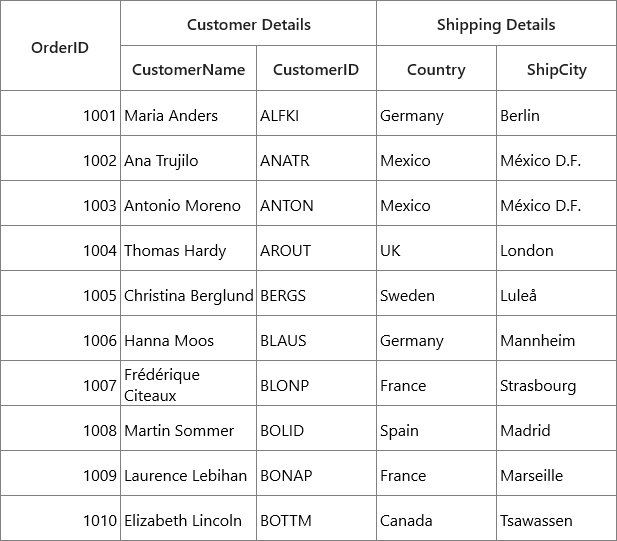 OrderID Customer Details Shipping Details
CustomerName CustomerID Country ShipCity
1001 Maria Anders ALFKI Germany Berlin
1002 Ana Trujilo ANATR Mexico México D.F.
1003 Antonio Moreno ANTON Mexico México D.F.
1004 Thomas Hardy AROUT UK London
1005 Christina Berglund BERGS Sweden Luleå
1006 Hanna Moos BLAUS Germany Mannheim
1007 Frédérique
Citeaux BLONP France Strasbourg
1008 Martin Sommer BOLID Spain Madrid
1009 Laurence Lebihan BONAP France Marseille
1010 Elizabeth Lincoln BOTTM Canada Tsawassen